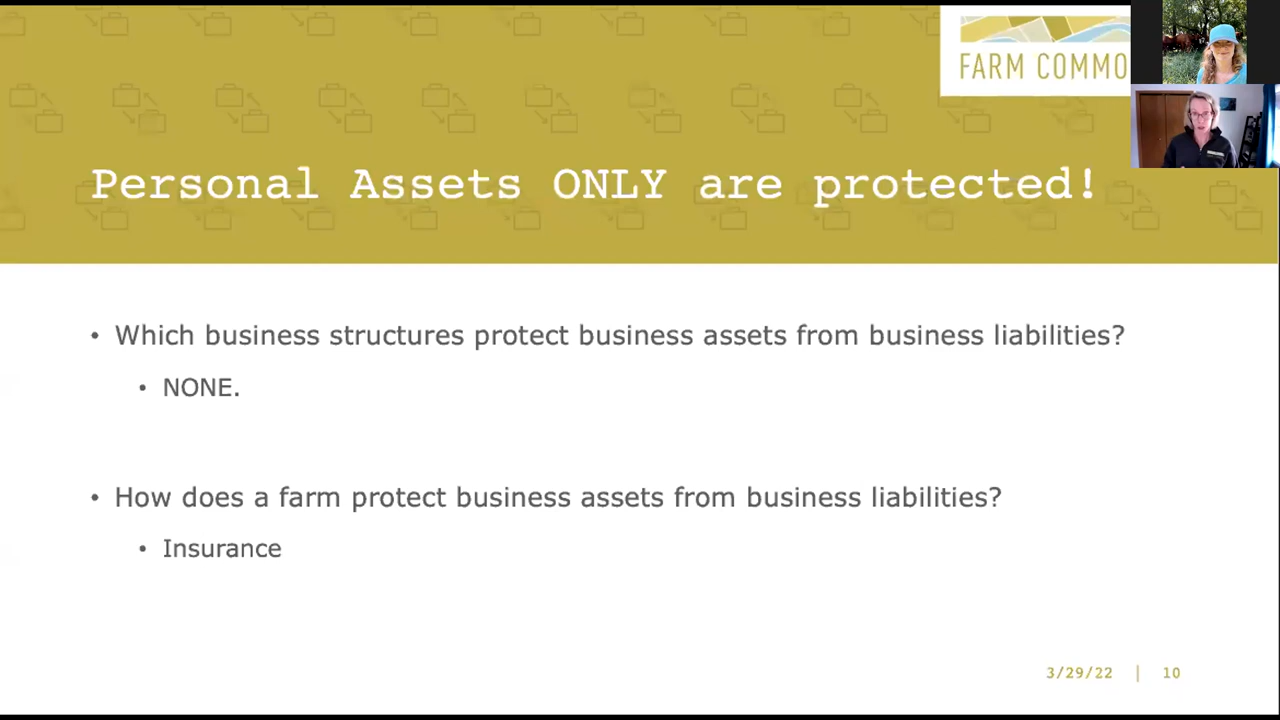 FARM COMMO
Personal Assets ONLY are protected!
• Which business structures protect business assets from business liabilities?
• NONE.
• How does a farm protect business assets from business liabilities?
• Insurance
3/29/22 | 10